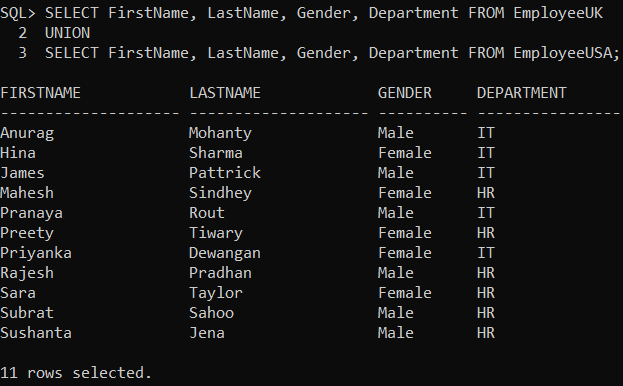 SQL> SELECT FirstName, LastName, Gender, Department FROM EmployeeUK
2 UNION
3 SELECT FirstName, LastName, Gender, Department FROM EmployeeUSA;
FIRSTNAME LASTNAME GENDER DEPARTMENT
-------------------- -------------------- ---------- ----------------
Anurag Mohanty Male IT
Hina Sharma Female IT
James Pattrick Male IT
Mahesh Sindhey Female HR
Pranaya Rout Male IT
Preety Tiwary Female HR
Priyanka Dewangan Female IT
Rajesh Pradhan Male HR
Sara Taylor Female HR
Subrat Sahoo Male HR
Sushanta Jena Male HR
11 rows selected.